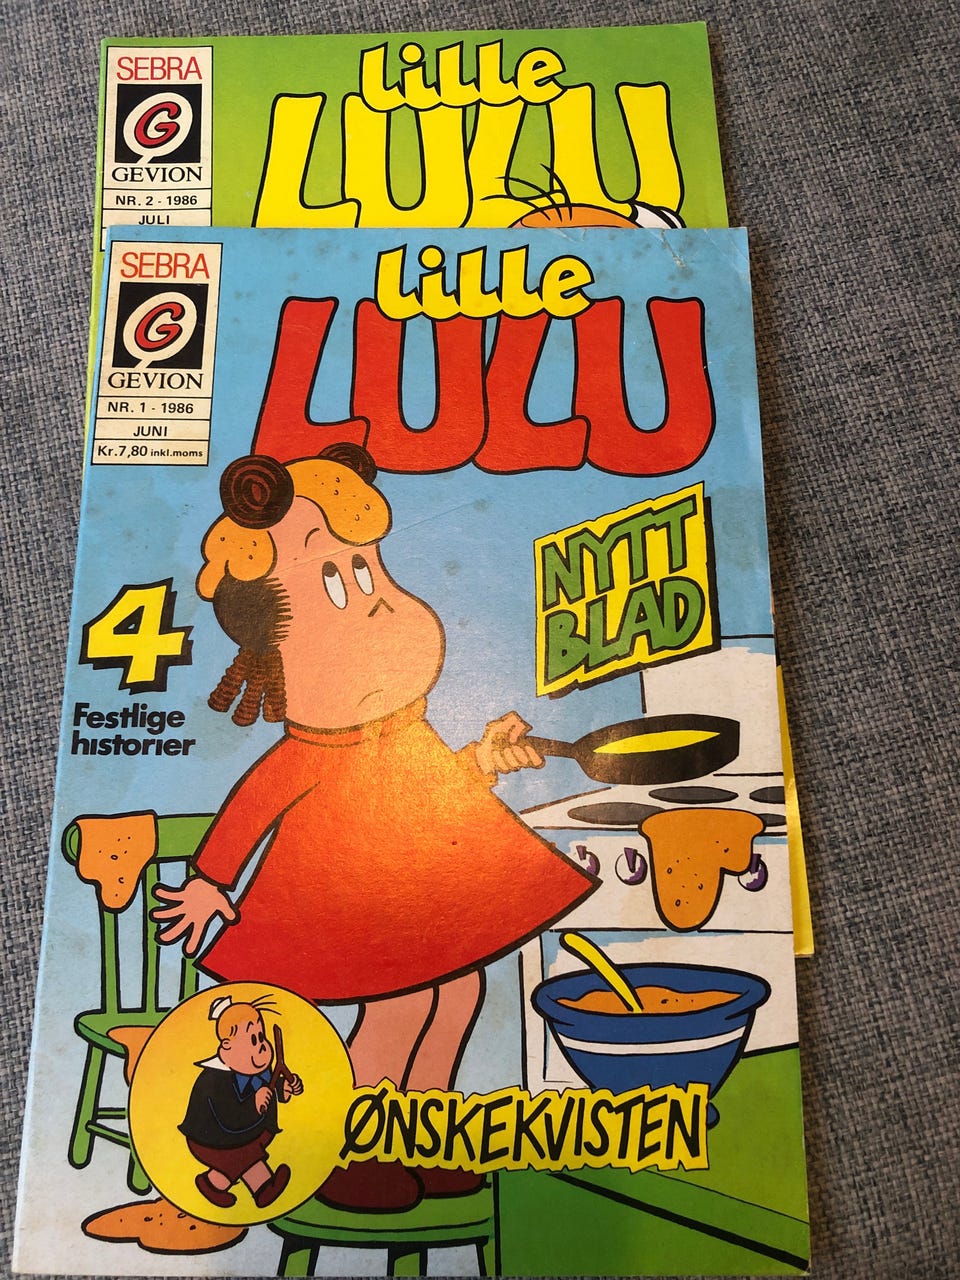 SEBRA
G
GEVION
NR. 2 - 1986
JULI
lille
LULU
SEBRA
G
GEVION
NR. 1 - 1986
JUNI
Kr.7,80 inkl.moms
lille
LULU
NYTT
BLAD
4
Festlige
historier
ØNSKEKVISTEN